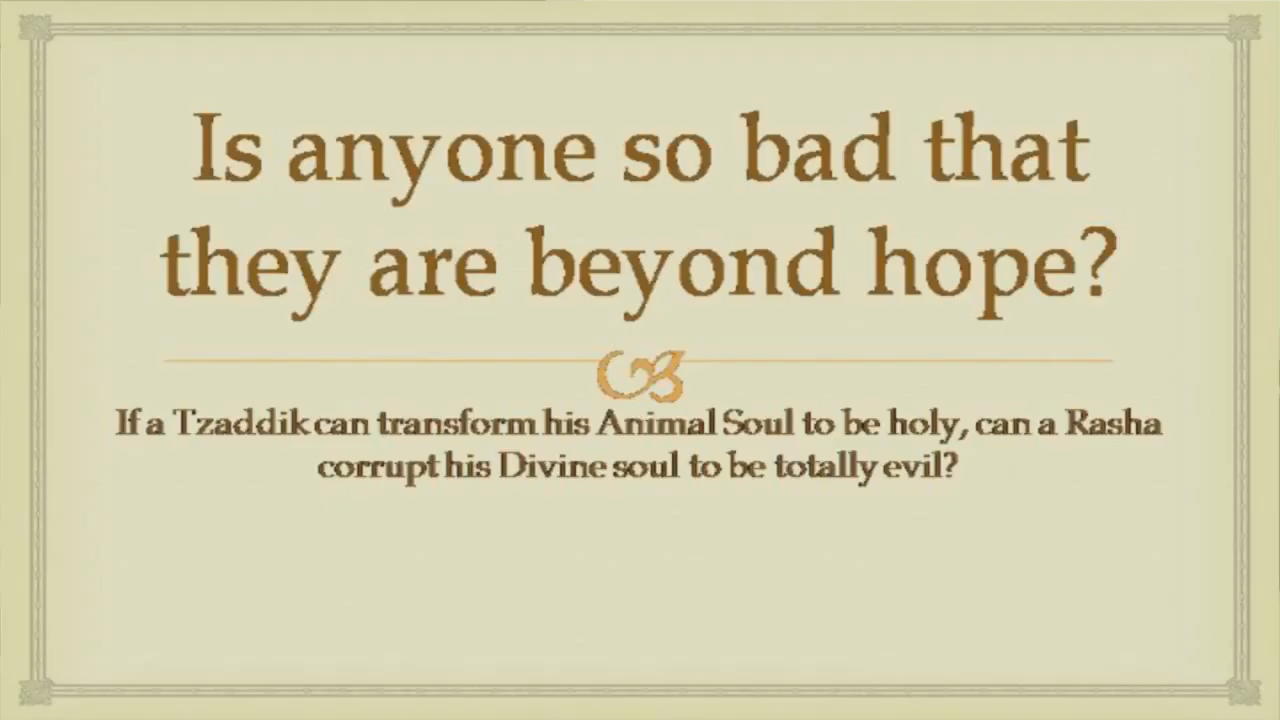 Is anyone so bad that
they are beyond hope?
If a Tzaddik can transform his Animal Soul to be holy, can a Rasha
corrupt his Divine soul to be totally evil?